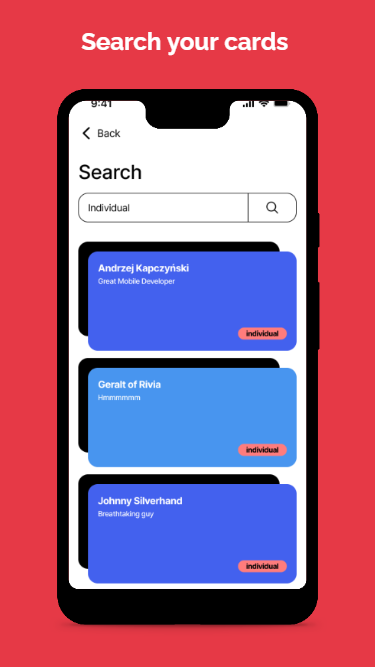 Search your cards
9:41
Back
Search
Individual
Andrzej Kapczyński
Great Mobile Developer
individual
Geralt of Rivia
Hmmmmmm
individual
Johnny Silverhand
Breathtaking guy
individual